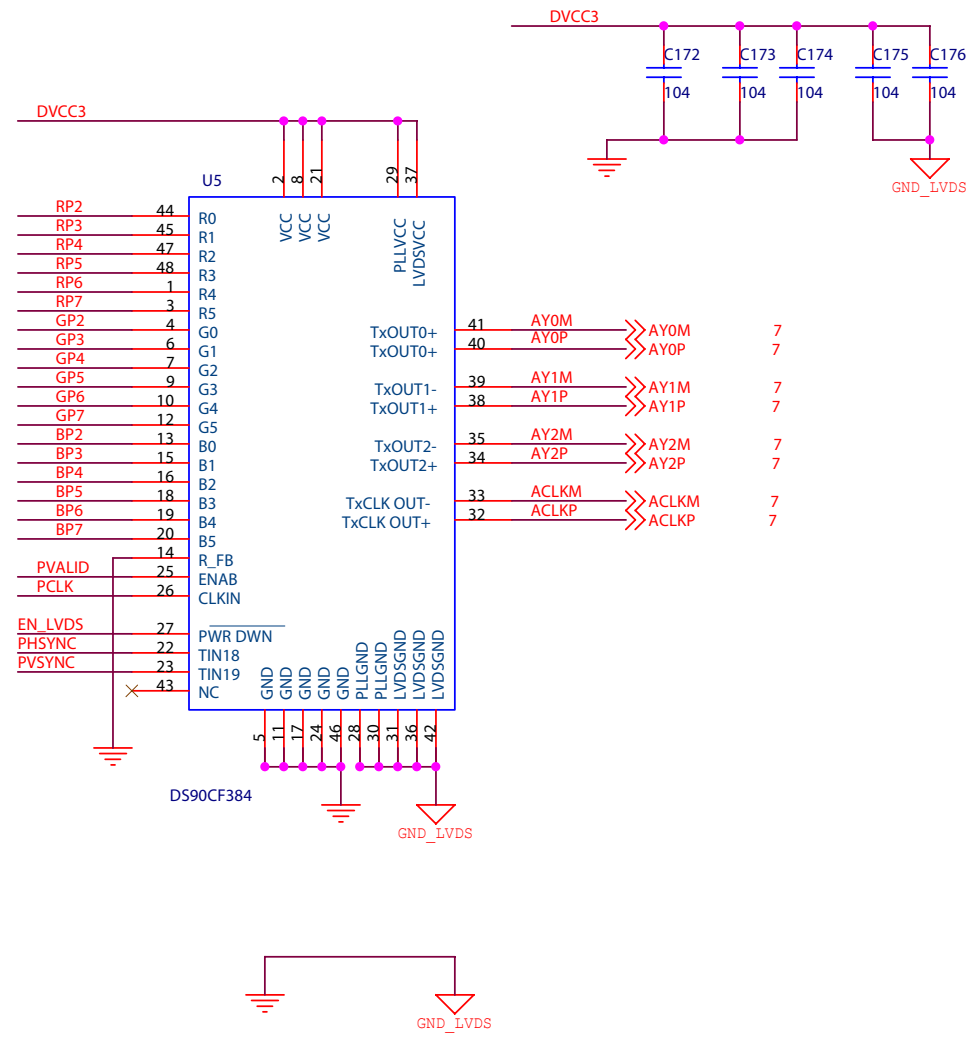 DVCC3
C172
C173
C174
C175
C176
104
104
104
104
104
GND_LVDS
DVCC3
2
8
21
29
37
U5
VCC
VCC
VCC
PLLVCC
LVDSVCC
RP2 44 R0
RP3 45 R1
RP4 47 R2
RP5 48 R3
RP6 1 R4
RP7 3 R5
GP2 4 G0
GP3 6 G1
GP4 7 G2
GP5 9 G3
GP6 10 G4
GP7 12 G5
BP2 13 B0
BP3 15 B1
BP4 16 B2
BP5 18 B3
BP6 19 B4
BP7 20 B5
14 R_FB
PVALID 25 ENAB
PCLK 26 CLKIN
EN_LVDS 27 PWR DWN
PHSYNC 22 TIN18
PVSYNC 23 TIN19
43 NC
TxOUT0+ 41 AY0M AY0M 7
TxOUT0+ 40 AY0P AY0P 7
TxOUT1- 39 AY1M AY1M 7
TxOUT1+ 38 AY1P AY1P 7
TxOUT2- 35 AY2M AY2M 7
TxOUT2+ 34 AY2P AY2P 7
TxCLK OUT- 33 ACLKM ACLKM 7
TxCLK OUT+ 32 ACLKP ACLKP 7
GND
GND
GND
GND
GND
PLLGND
PLLGND
LVDSGND
LVDSGND
LVDSGND
5
11
17
24
46
28
30
31
36
42
DS90CF384
GND_LVDS
GND_LVDS